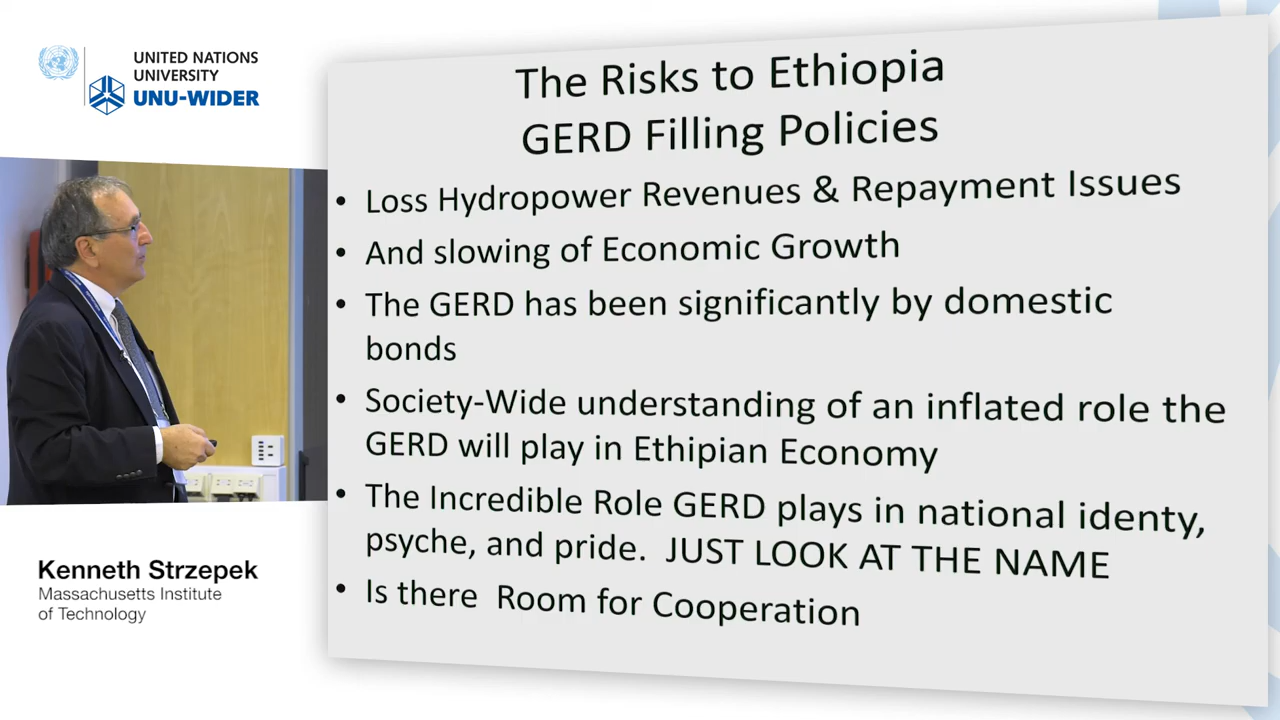 UNITED NATIONS
UNIVERSITY
UNU-WIDER
The Risks to Ethiopia
GERD Filling Policies
• Loss Hydropower Revenues & Repayment Issues
• And slowing of Economic Growth
• The GERD has been significantly by domestic
bonds
• Society-Wide understanding of an inflated role the
GERD will play in Ethipian Economy
• The Incredible Role GERD plays in national identy,
psyche, and pride.  JUST LOOK AT THE NAME
• Is there  Room for Cooperation
Kenneth Strzepek
Massachusetts Institute
of Technology